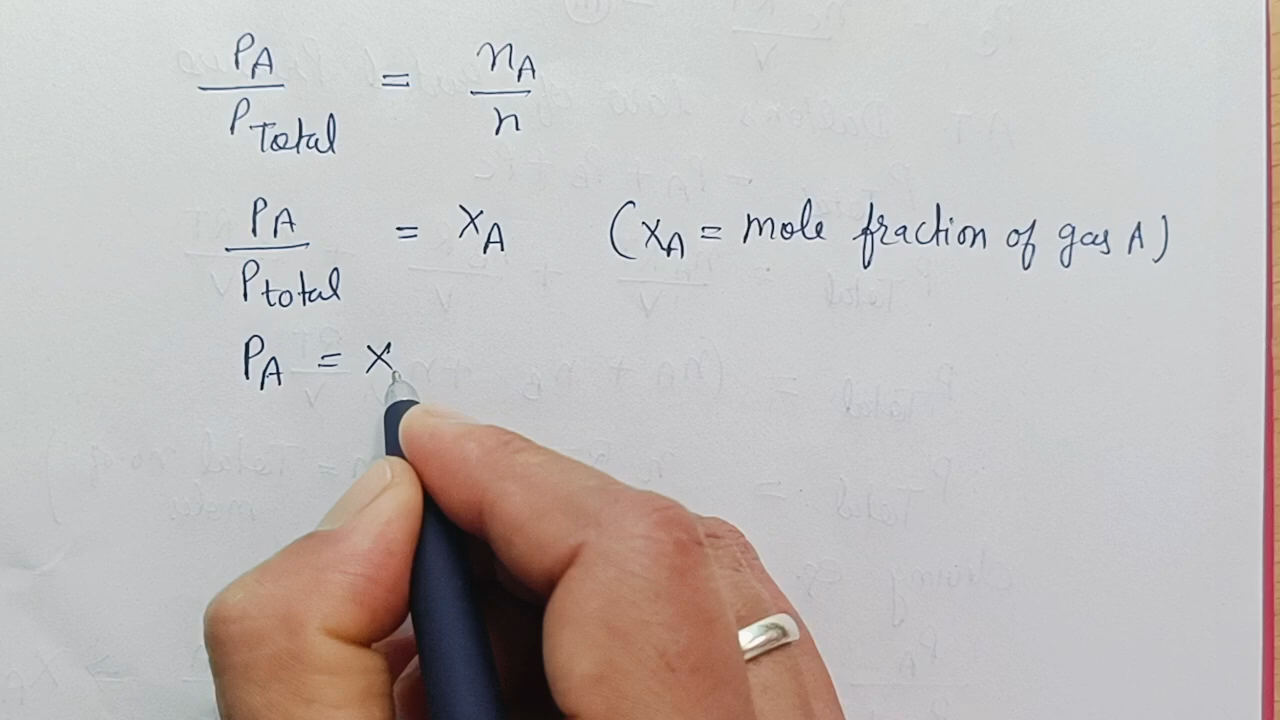 PA / PTotal = nA / n
PA / Ptotal = xA (xA = mole fraction of gas A)
PA = x